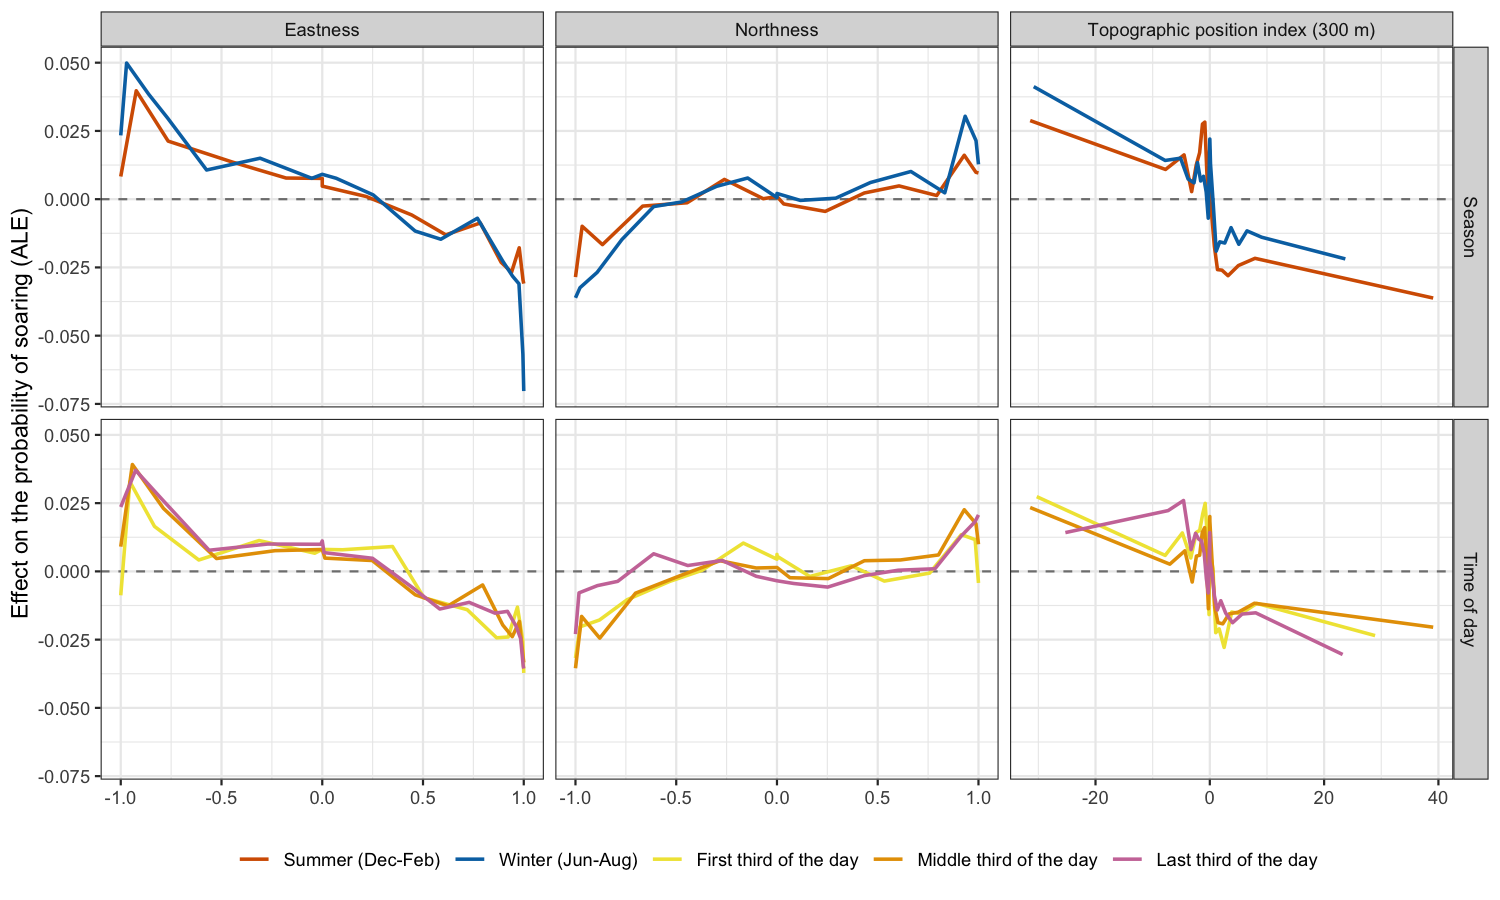 Eastness
Northness
Topographic position index (300 m)
Effect on the probability of soaring (ALE)
0.050
0.025
0.000
-0.025
-0.050
-0.075
Season
0.050
0.025
0.000
-0.025
-0.050
-0.075
Time of day
-1.0 -0.5 0.0 0.5 1.0
-1.0 -0.5 0.0 0.5 1.0
-20 0 20 40
Summer (Dec-Feb) Winter (Jun-Aug) First third of the day Middle third of the day Last third of the day